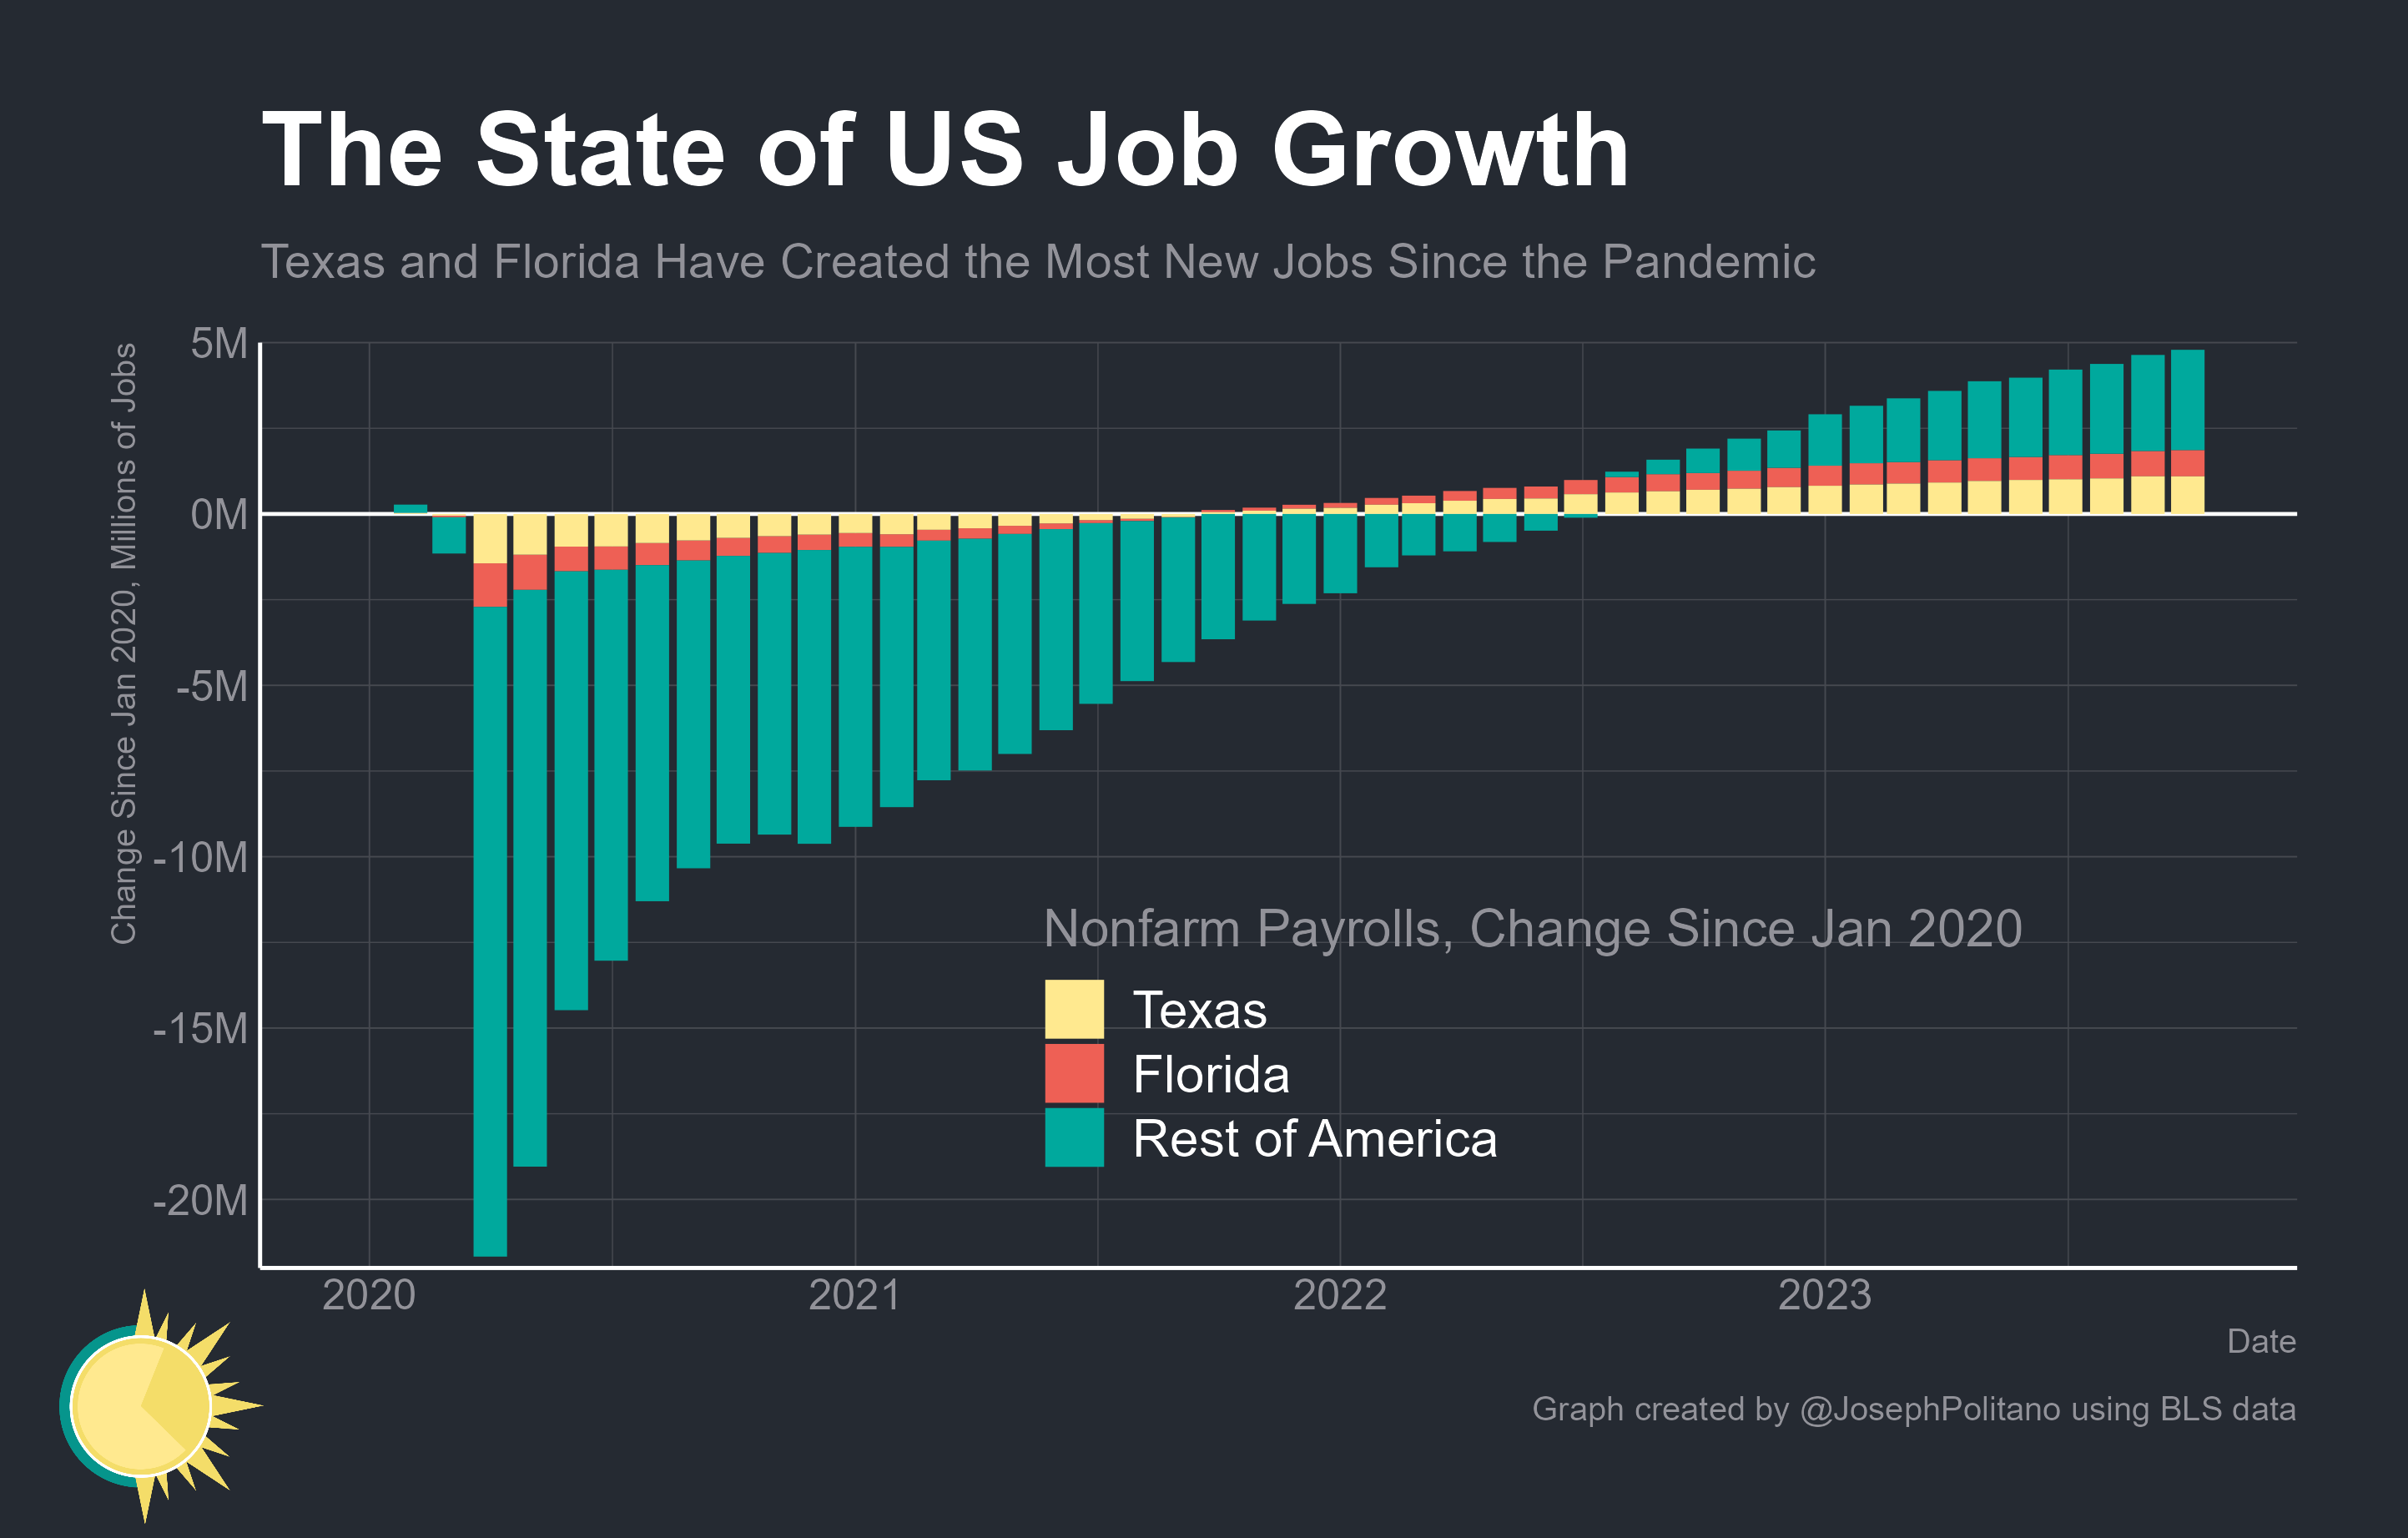 The State of US Job Growth
Texas and Florida Have Created the Most New Jobs Since the Pandemic
Change Since Jan 2020, Millions of Jobs
5M
0M
-5M
-10M
-15M
-20M
Nonfarm Payrolls, Change Since Jan 2020
Texas
Florida
Rest of America
2020
2021
2022
2023
Date
Graph created by @JosephPolitano using BLS data